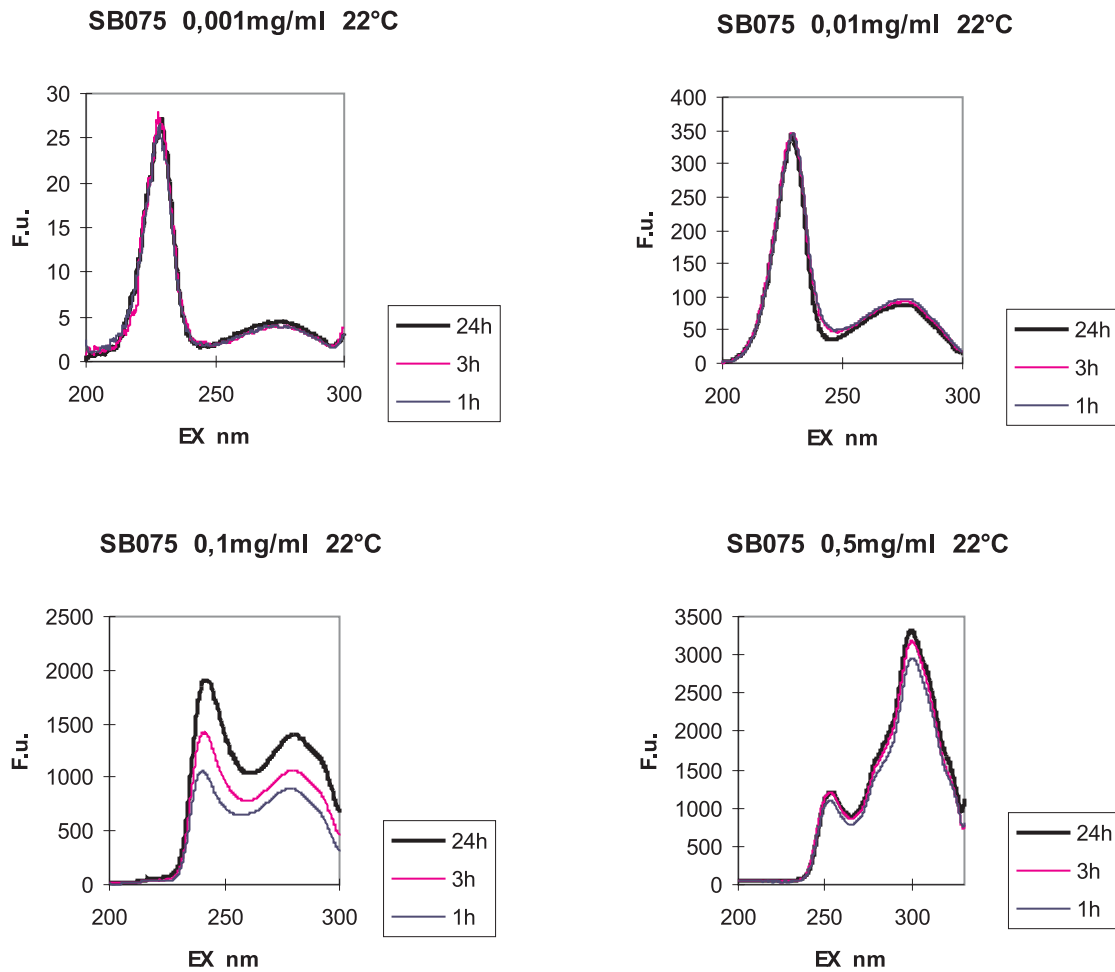 SB075 0,001mg/ml 22°C
30
25
20
15
10
5
0
F.u.
200 250 300
EX nm
24h
3h
1h
SB075 0,01mg/ml 22°C
400
350
300
250
200
150
100
50
0
F.u.
200 250 300
EX nm
24h
3h
1h
SB075 0,1mg/ml 22°C
2500
2000
1500
1000
500
0
F.u.
200 250 300
EX nm
24h
3h
1h
SB075 0,5mg/ml 22°C
3500
3000
2500
2000
1500
1000
500
0
F.u.
200 250 300
EX nm
24h
3h
1h